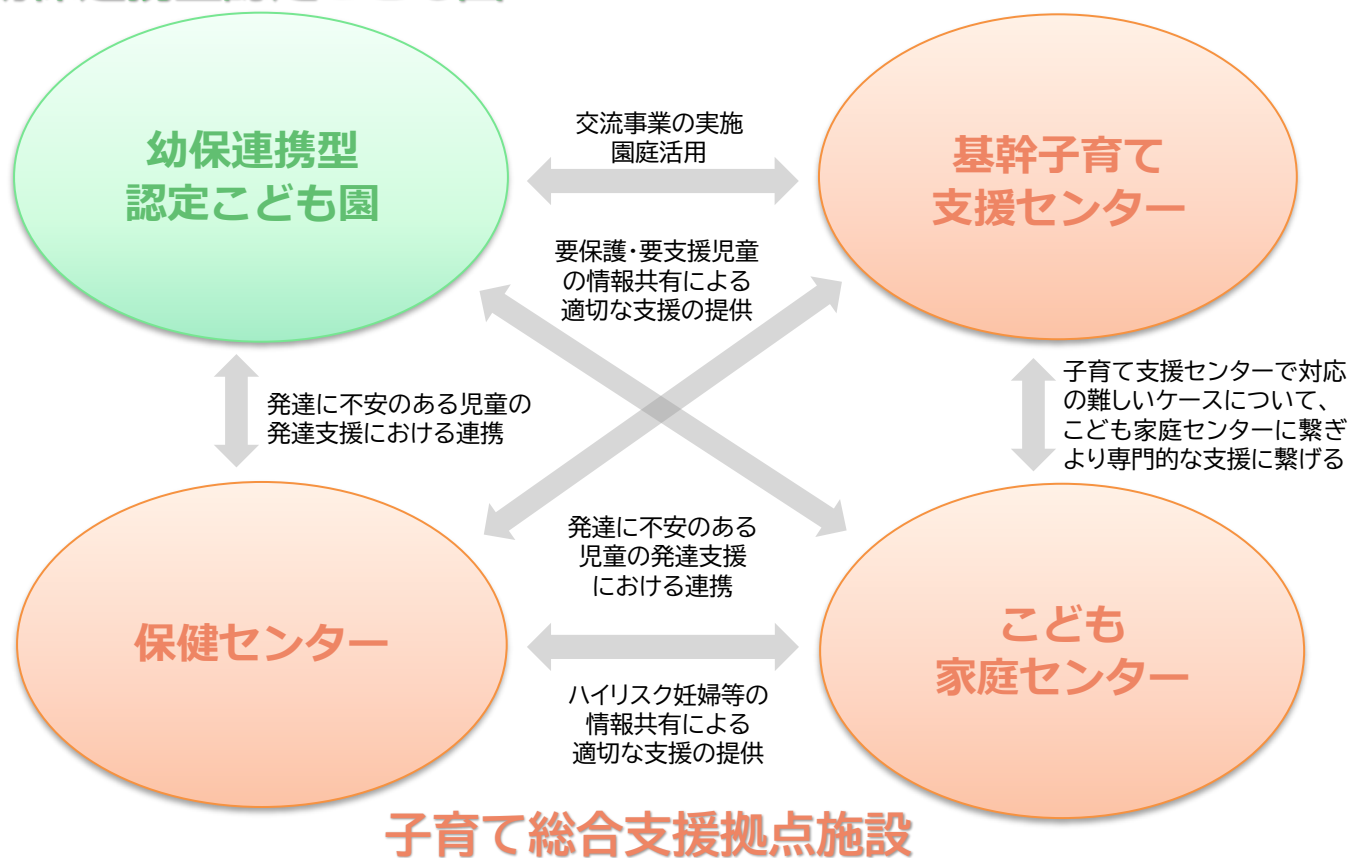 幼保連携型
認定こども園
交流事業の実施
園庭活用
基幹子育て
支援センター
要保護・要支援児童
の情報共有による
適切な支援の提供
発達に不安のある児童の
発達支援における連携
子育て支援センターで対応
の難しいケースについて、
こども家庭センターに繋ぎ
より専門的な支援に繋げる
発達に不安のある
児童の発達支援
における連携
保健センター
こども
家庭センター
ハイリスク妊婦等の
情報共有による
適切な支援の提供
子育て総合支援拠点施設